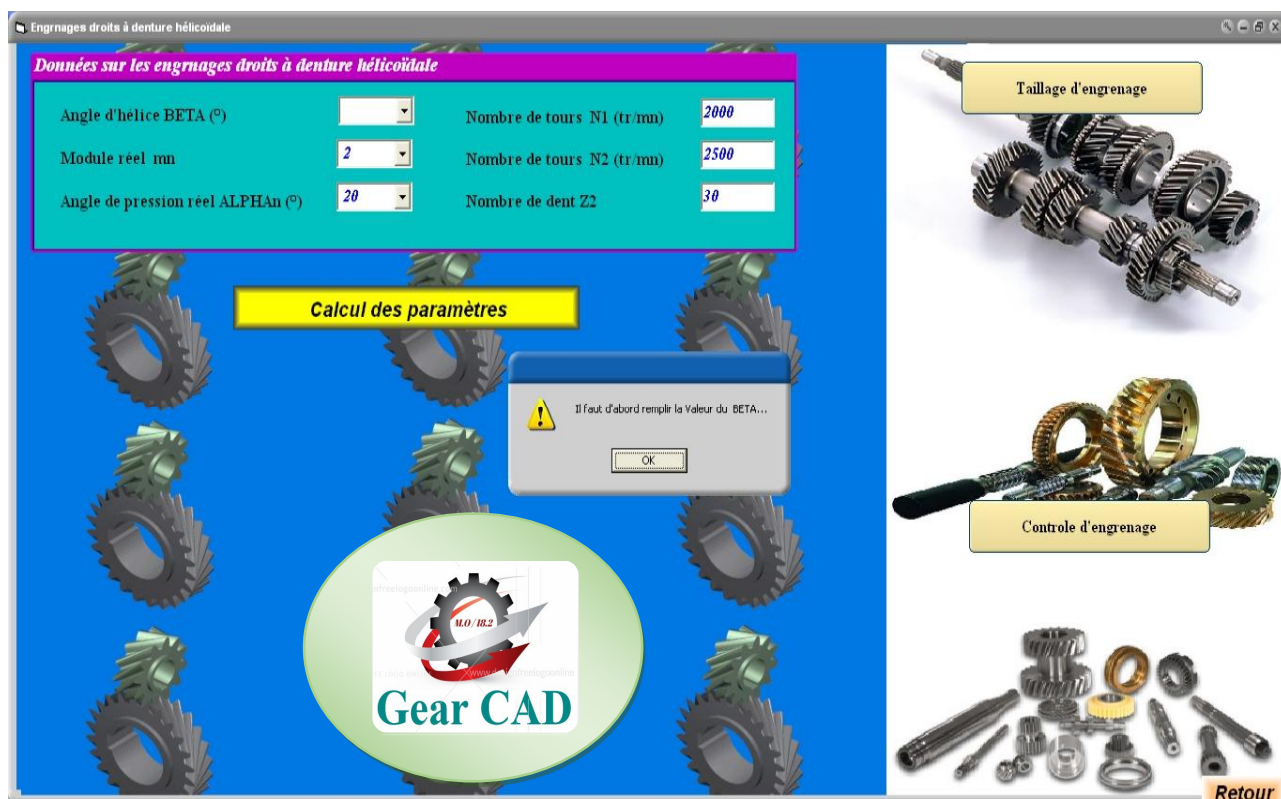 Engrnages droits à denture hélicoïdale
Données sur les engrnages droits à denture hélicoïdale
Angle d'hélice BETA (º)
Nombre de tours N1 (tr/mn)
2000
Module réel mn
2
Nombre de tours N2 (tr/mn)
2500
Angle de pression réel ALPHAn (º)
20
Nombre de dent Z2
30
Calcul des paramètres
Il faut d'abord remplir la Valeur du BETA...
OK
M.O / 18.2
Gear CAD
Taillage d'engrenage
Controle d'engrenage
Retour